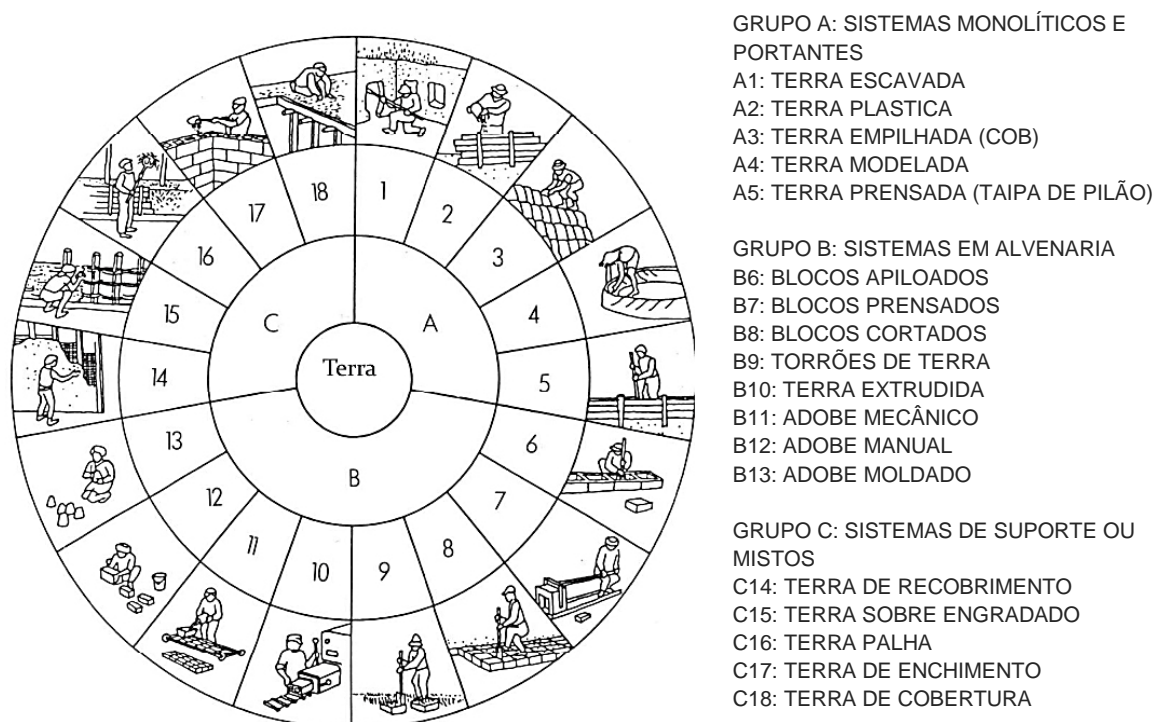 Terra
A
B
C
1
2
3
4
5
6
7
8
9
10
11
12
13
14
15
16
17
18
GRUPO A: SISTEMAS MONOLÍTICOS E
PORTANTES
A1: TERRA ESCAVADA
A2: TERRA PLASTICA
A3: TERRA EMPILHADA (COB)
A4: TERRA MODELADA
A5: TERRA PRENSADA (TAIPA DE PILÃO)
GRUPO B: SISTEMAS EM ALVENARIA
B6: BLOCOS APILOADOS
B7: BLOCOS PRENSADOS
B8: BLOCOS CORTADOS
B9: TORRÕES DE TERRA
B10: TERRA EXTRUDIDA
B11: ADOBE MECÂNICO
B12: ADOBE MANUAL
B13: ADOBE MOLDADO
GRUPO C: SISTEMAS DE SUPORTE OU
MISTOS
C14: TERRA DE RECOBRIMENTO
C15: TERRA SOBRE ENGRADADO
C16: TERRA PALHA
C17: TERRA DE ENCHIMENTO
C18: TERRA DE COBERTURA